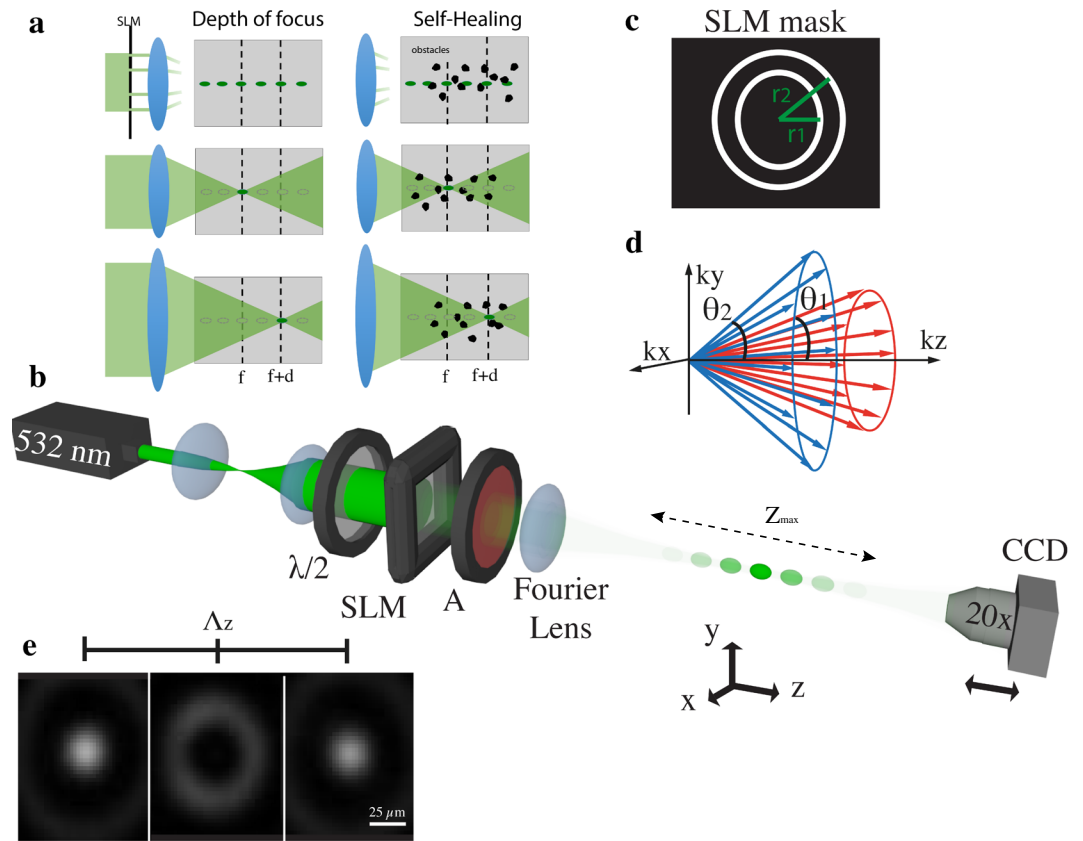 a
SLM
Depth of focus
Self-Healing
obstacles
f
f+d
f
f+d
c
SLM mask
r2
r1
d
ky
θ2
θ1
kx
kz
b
532 nm
λ/2
SLM
A
Fourier
Lens
Zmax
CCD
20x
y
x
z
e
Λz
25 µm